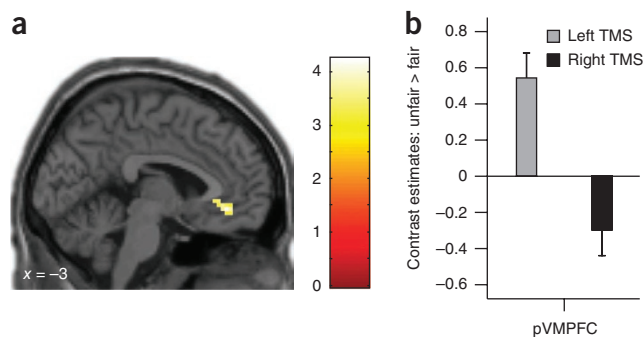 a
x = –3
4
3
2
1
0
b
Contrast estimates: unfair > fair
0.8
0.6
0.4
0.2
0
–0.2
–0.4
–0.6
Left TMS
Right TMS
pVMPFC